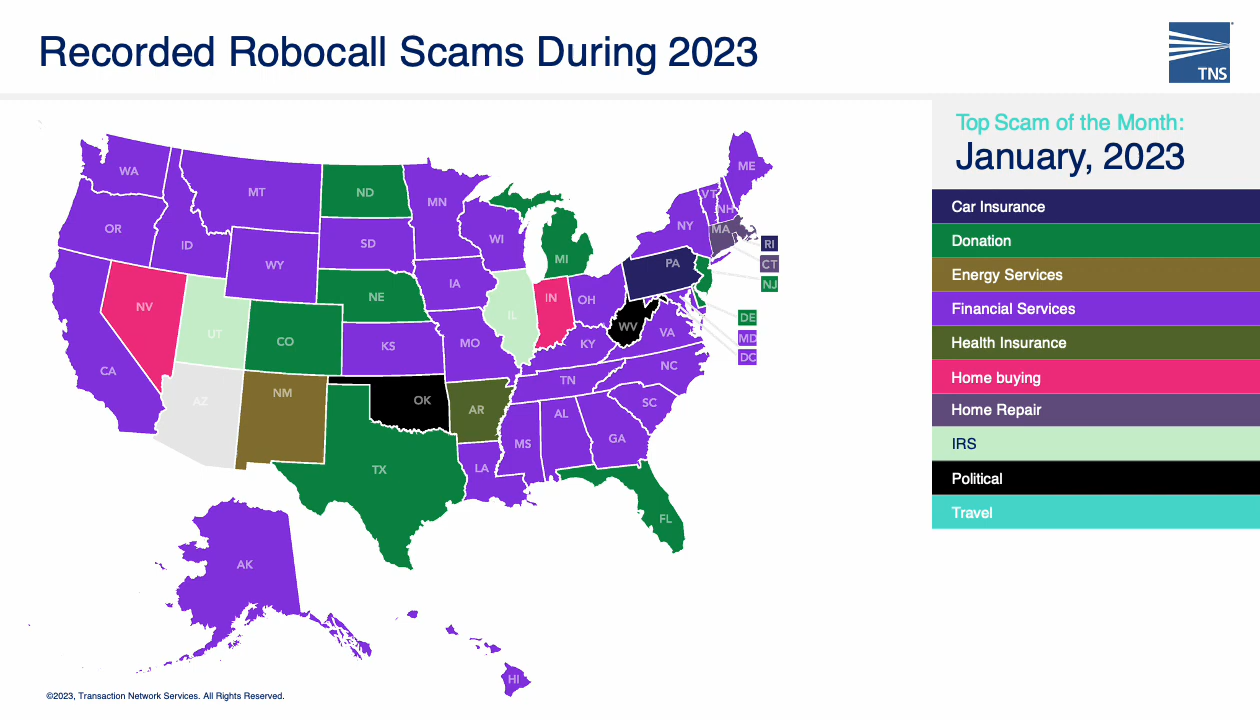 Recorded Robocall Scams During 2023
TNS
Top Scam of the Month:
January, 2023
Car Insurance
Donation
Energy Services
Financial Services
Health Insurance
Home buying
Home Repair
IRS
Political
Travel
WA
MT
ND
MN
ME
VT
NH
OR
ID
SD
WI
NY
MA
RI
WY
MI
PA
CT
NV
NE
IA
IN
OH
NJ
UT
CO
KS
MO
IL
KY
WV
VA
DE
MD
DC
CA
AZ
NM
OK
AR
TN
NC
SC
TX
LA
MS
AL
GA
FL
AK
HI
©2023, Transaction Network Services. All Rights Reserved.